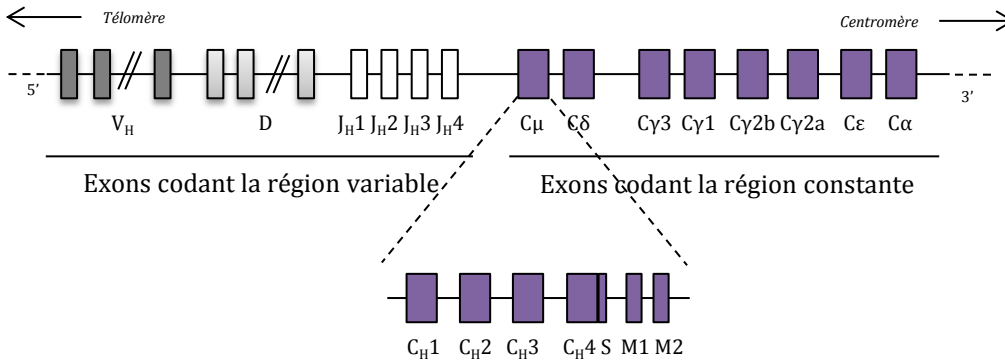 Télomère Centromère
5’ 3’
V_H D J_H1 J_H2 J_H3 J_H4 Cμ Cδ Cγ3 Cγ1 Cγ2b Cγ2a Cε Cα
Exons codant la région variable Exons codant la région constante
C_H1 C_H2 C_H3 C_H4 S M1 M2